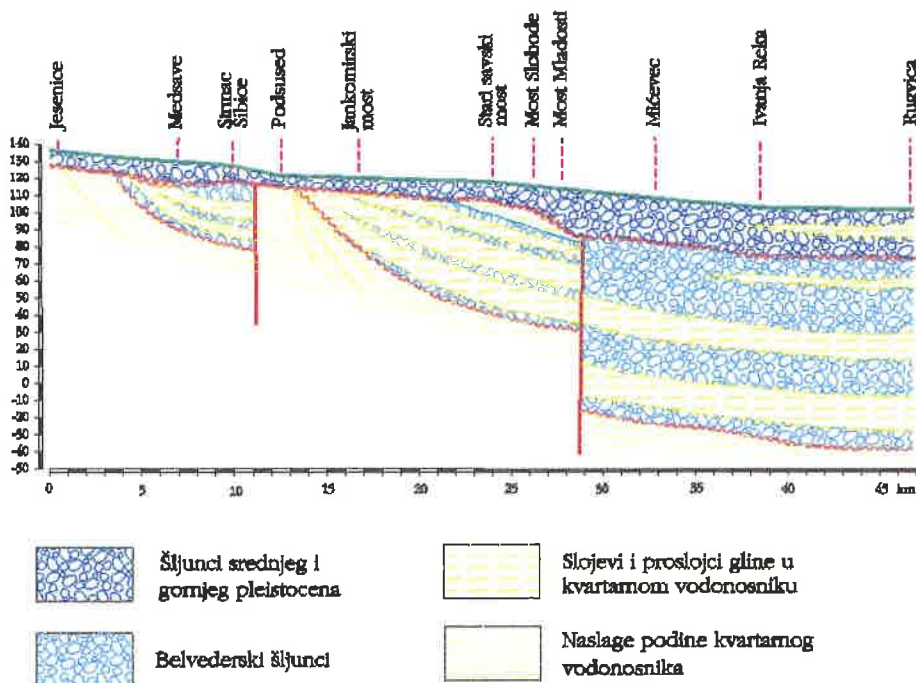 Jesenice
Medsave
Strmec
Šibice
Podsused
Jankomirski
most
Stari savski
most
Most Slobode
Most Mladosti
Mićevec
Ivanja Reka
Rugvica
140
130
120
110
100
90
80
70
60
50
40
30
20
10
0
-10
-20
-30
-40
-50
0 5 10 15 20 25 30 35 40 45 km
Šljunci srednjeg i
gornjeg pleistocena
Belvederski šljunci
Slojevi i proslojci gline u
kvartarnom vodonosniku
Naslage podine kvartarnog
vodonosnika